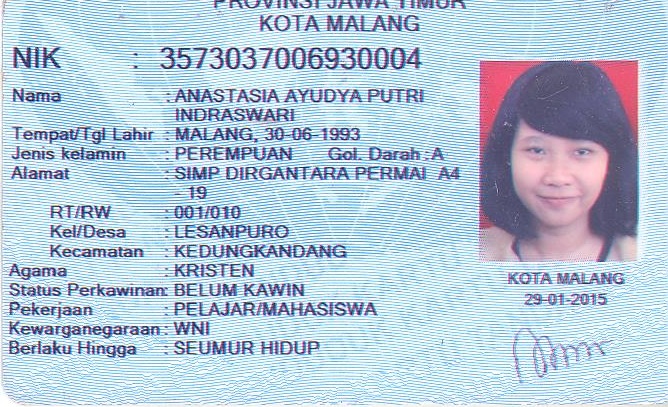 PROVINSI JAWA TIMUR
KOTA MALANG
NIK : 3573037006930004
Nama : ANASTASIA AYUDYA PUTRI
INDRASWARI
Tempat/Tgl Lahir : MALANG, 30-06-1993
Jenis kelamin : PEREMPUAN Gol. Darah : A
Alamat : SIMP DIRGANTARA PERMAI A4
- 19
RT/RW : 001/010
Kel/Desa : LESANPURO
Kecamatan : KEDUNGKANDANG
Agama : KRISTEN
Status Perkawinan: BELUM KAWIN
Pekerjaan : PELAJAR/MAHASISWA
Kewarganegaraan: WNI
Berlaku Hingga : SEUMUR HIDUP
KOTA MALANG
29-01-2015